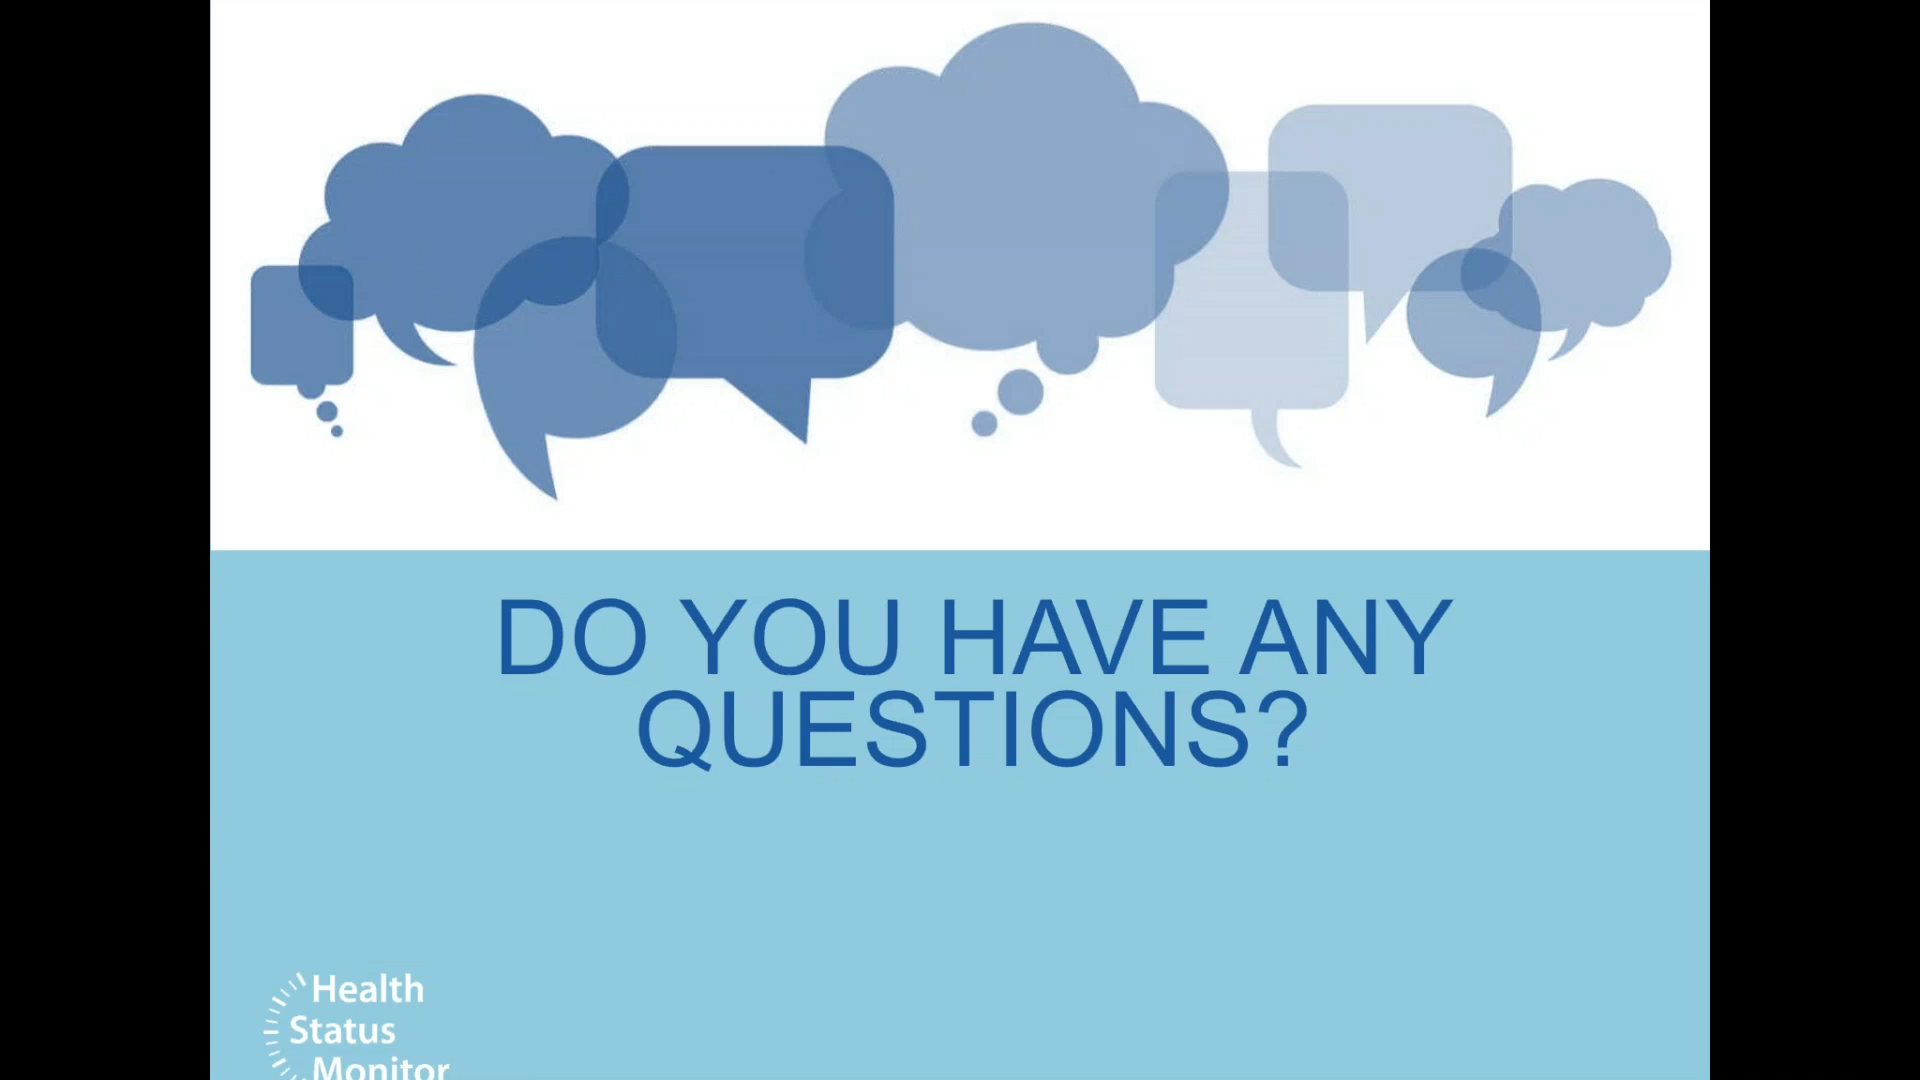 DO YOU HAVE ANY
QUESTIONS?
Health
Status
Monitor